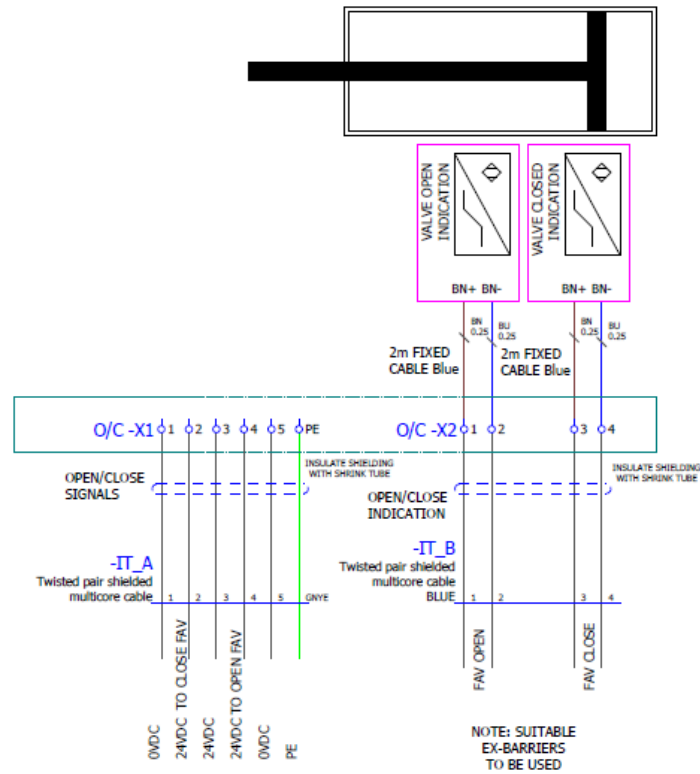 VALVE OPEN
INDICATION
VALVE CLOSED
INDICATION
BN+ BN-
BN+ BN-
BN
0.25
BU
0.25
BN
0.25
BU
0.25
2m FIXED
CABLE Blue
2m FIXED
CABLE Blue
O/C -X1 1 2 3 4 5 PE
O/C -X2 1 2 3 4
OPEN/CLOSE
SIGNALS
INSULATE SHIELDING
WITH SHRINK TUBE
OPEN/CLOSE
INDICATION
INSULATE SHIELDING
WITH SHRINK TUBE
-IT_A
Twisted pair shielded
multicore cable
1 2 3 4 5 GNYE
-IT_B
Twisted pair shielded
multicore cable
BLUE
1 2 3 4
0VDC
24VDC TO CLOSE FAV
24VDC
24VDC TO OPEN FAV
0VDC
PE
FAV OPEN
FAV CLOSE
NOTE: SUITABLE
EX-BARRIERS
TO BE USED